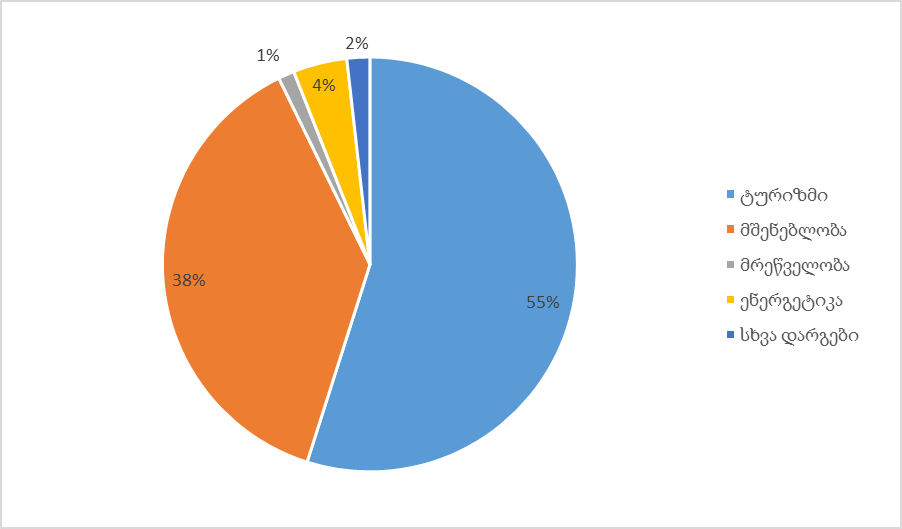 2%
1%
4%
38%
55%
ტურიზმი
მშენებლობა
მრეწველობა
ენერგეტიკა
სხვა დარგები